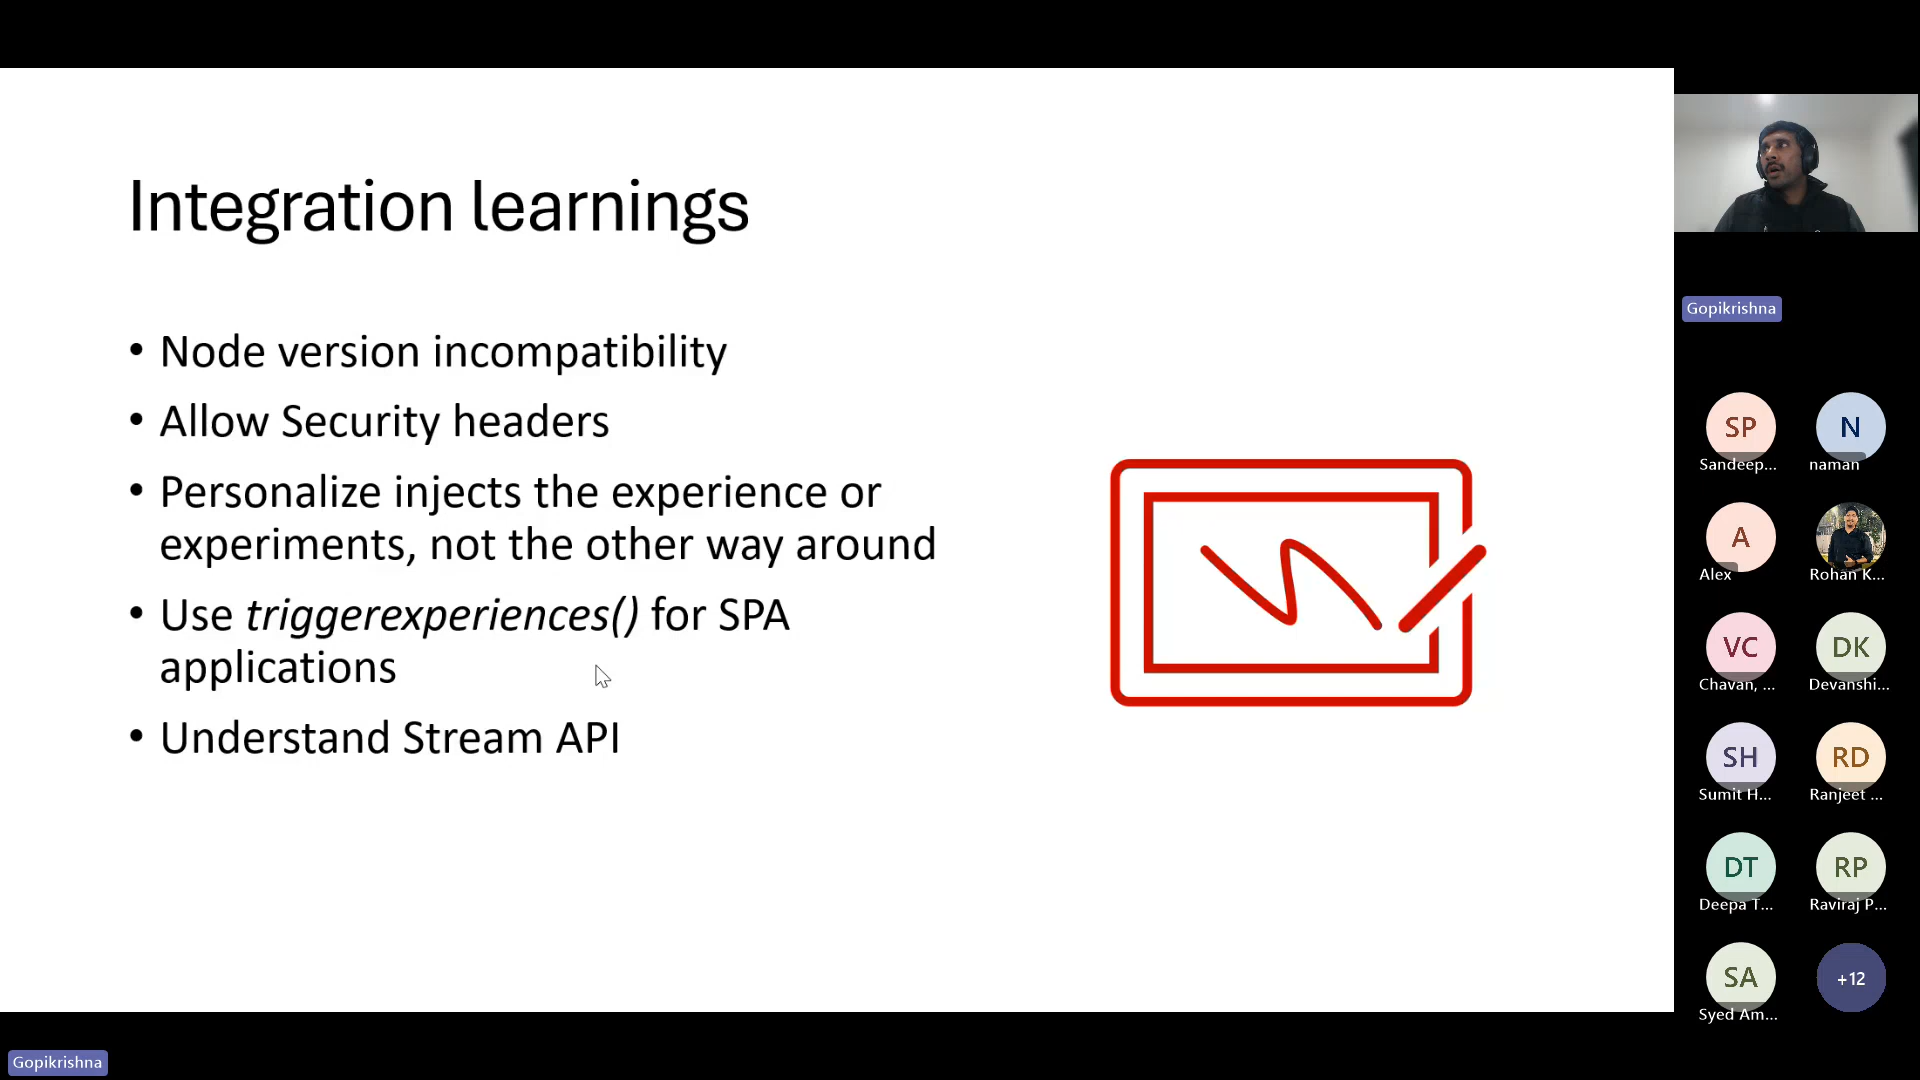 Integration learnings
• Node version incompatibility
• Allow Security headers
• Personalize injects the experience or
experiments, not the other way around
• Use triggerexperiences() for SPA
applications
• Understand Stream API
Gopikrishna
SP
Sandeep...
N
naman
A
Alex
Rohan K...
VC
Chavan, ...
DK
Devanshi...
SH
Sumit H...
RD
Ranjeet ...
DT
Deepa T...
RP
Raviraj P...
SA
Syed Am...
+12
Gopikrishna